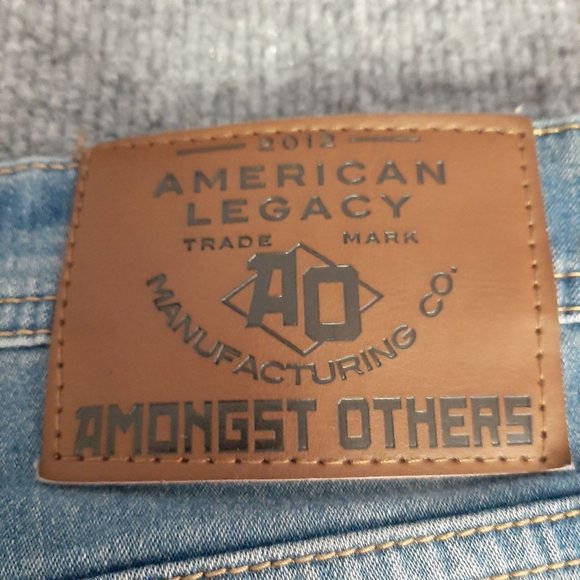 2012
AMERICAN
LEGACY
TRADE MARK
AO
MANUFACTURING CO.
AMONGST OTHERS